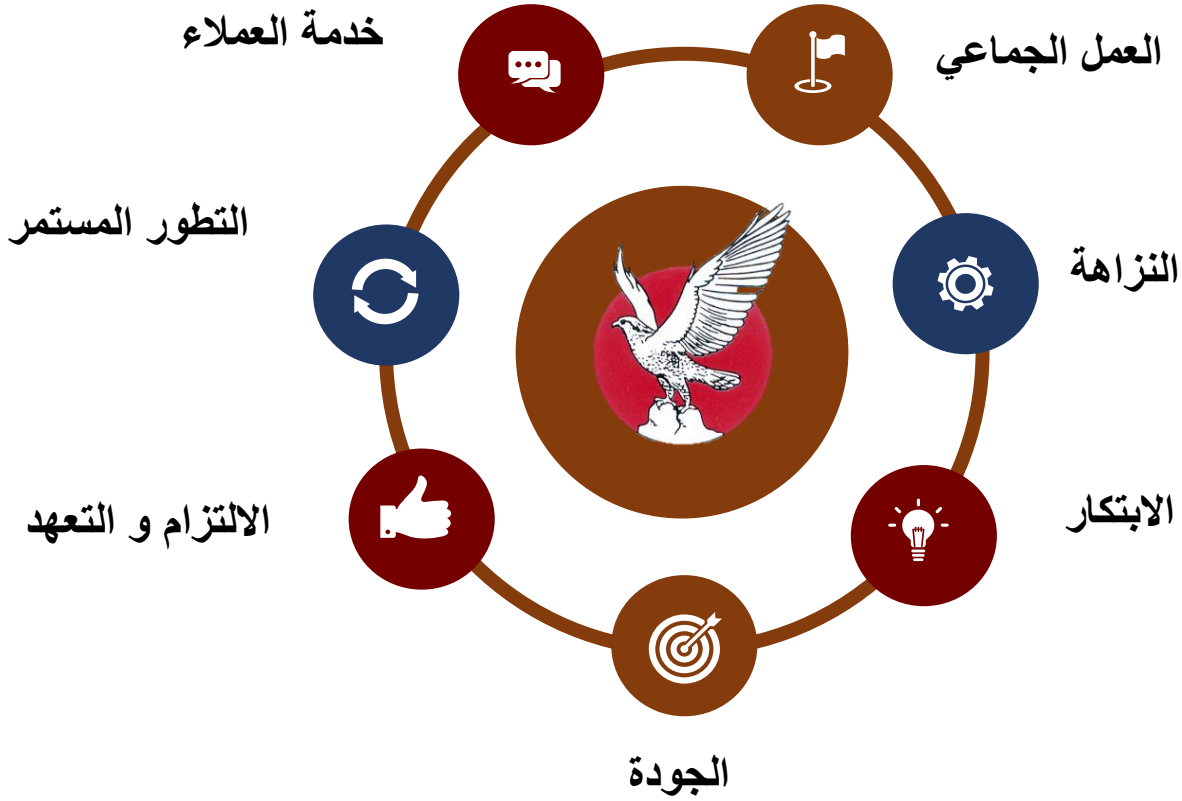 العمل الجماعي
خدمة العملاء
النزاهة
التطور المستمر
الابتكار
الالتزام و التعهد
الجودة